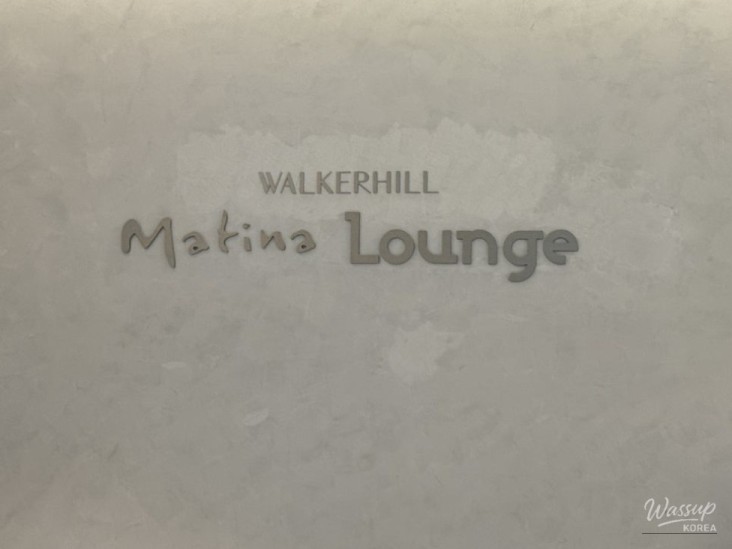 WALKERHILL
Matina Lounge
Wassup
KOREA